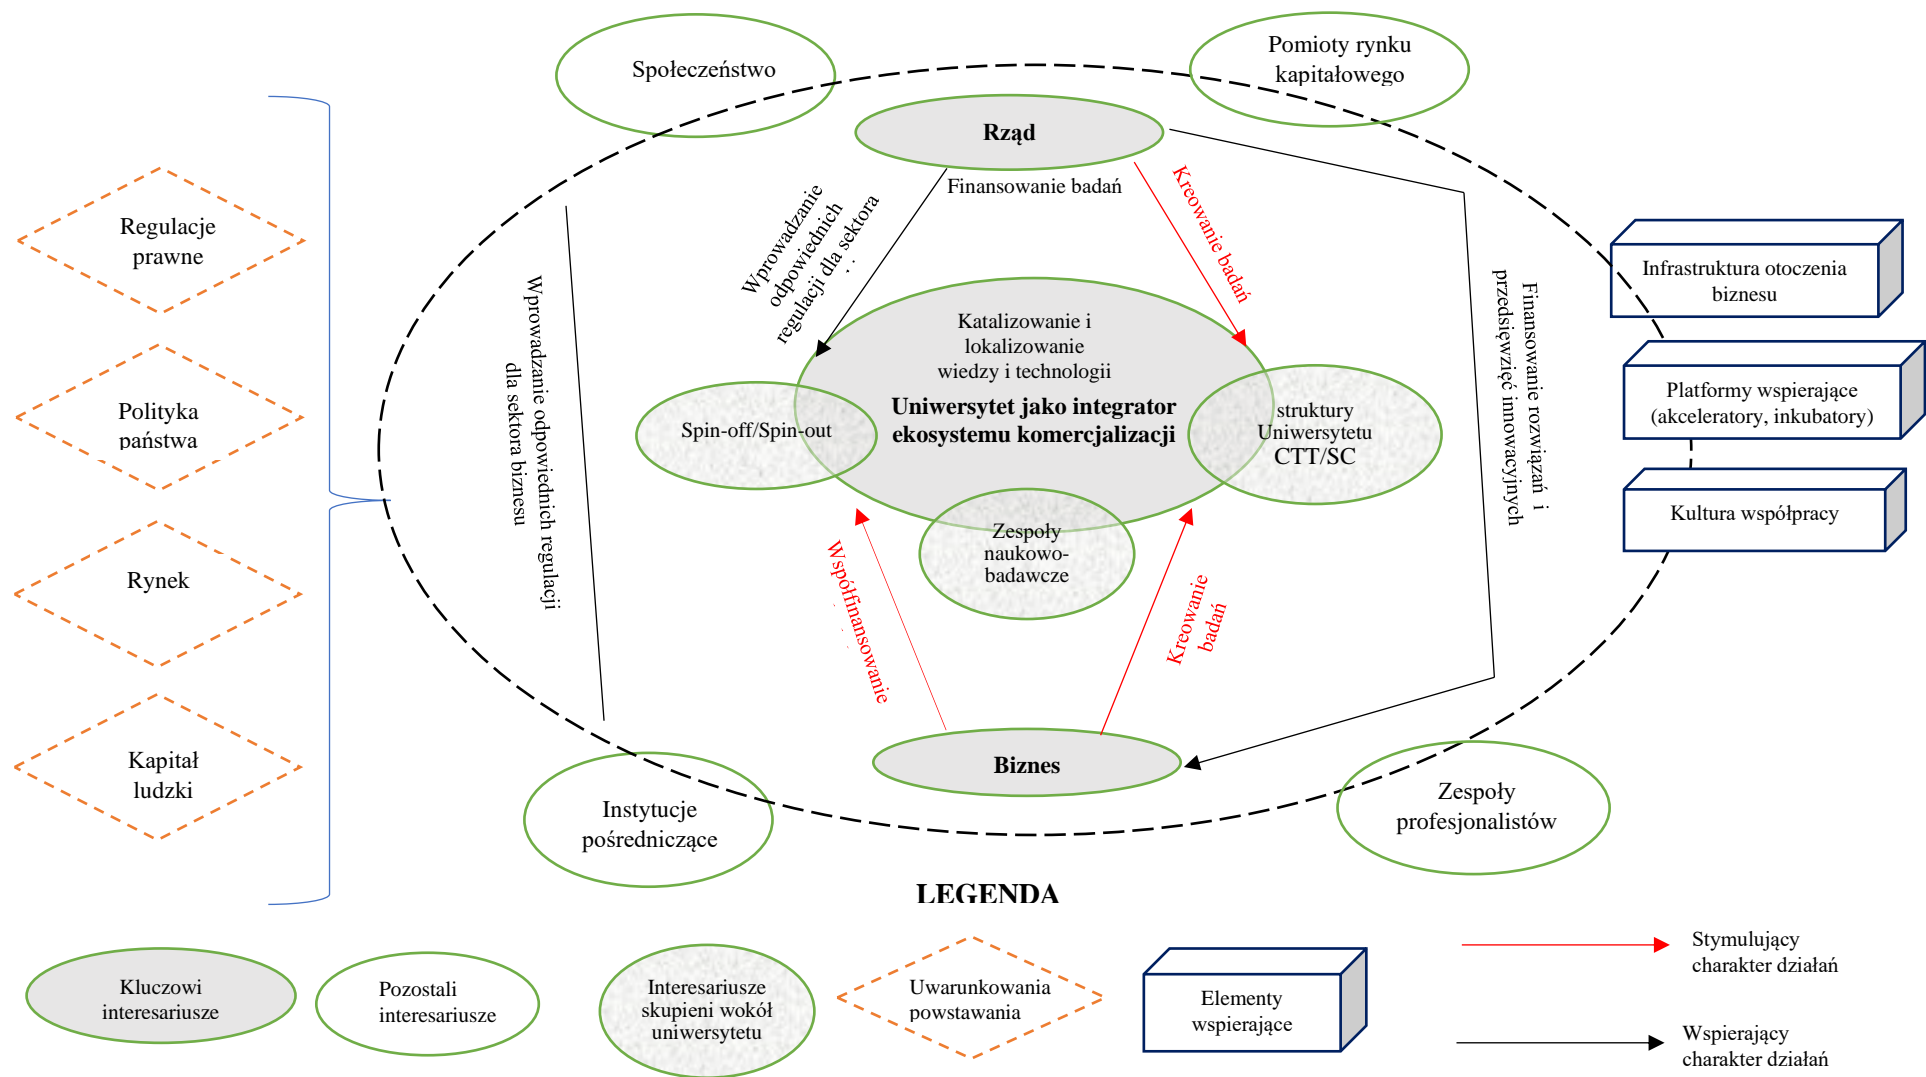 Społeczeństwo
Pomioty rynku
kapitałowego
Rząd
Finansowanie badań
Wprowadzanie
odpowiednich
regulacji dla sektora
Kreowanie badań
Regulacje
prawne
Polityka
państwa
Rynek
Kapitał
ludzki
Wprowadzanie odpowiednich regulacji
dla sektora biznesu
Finansowanie rozwiązań i
przedsięwzięć innowacyjnych
Infrastruktura otoczenia
biznesu
Platformy wspierające
(akceleratory, inkubatory)
Kultura współpracy
Katalizowanie i
lokalizowanie
wiedzy i technologii
Uniwersytet jako integrator
ekosystemu komercjalizacji
Spin-off/Spin-out
struktury
Uniwersytetu
CTT/SC
Zespoły
naukowo-
badawcze
Współfinansowanie
Kreowanie
badań
Biznes
Instytucje
pośredniczące
Zespoły
profesjonalistów
LEGENDA
Kluczowi
interesariusze
Pozostali
interesariusze
Interesariusze
skupieni wokół
uniwersytetu
Uwarunkowania
powstawania
Elementy
wspierające
Stymulujący
charakter działań
Wspierający
charakter działań